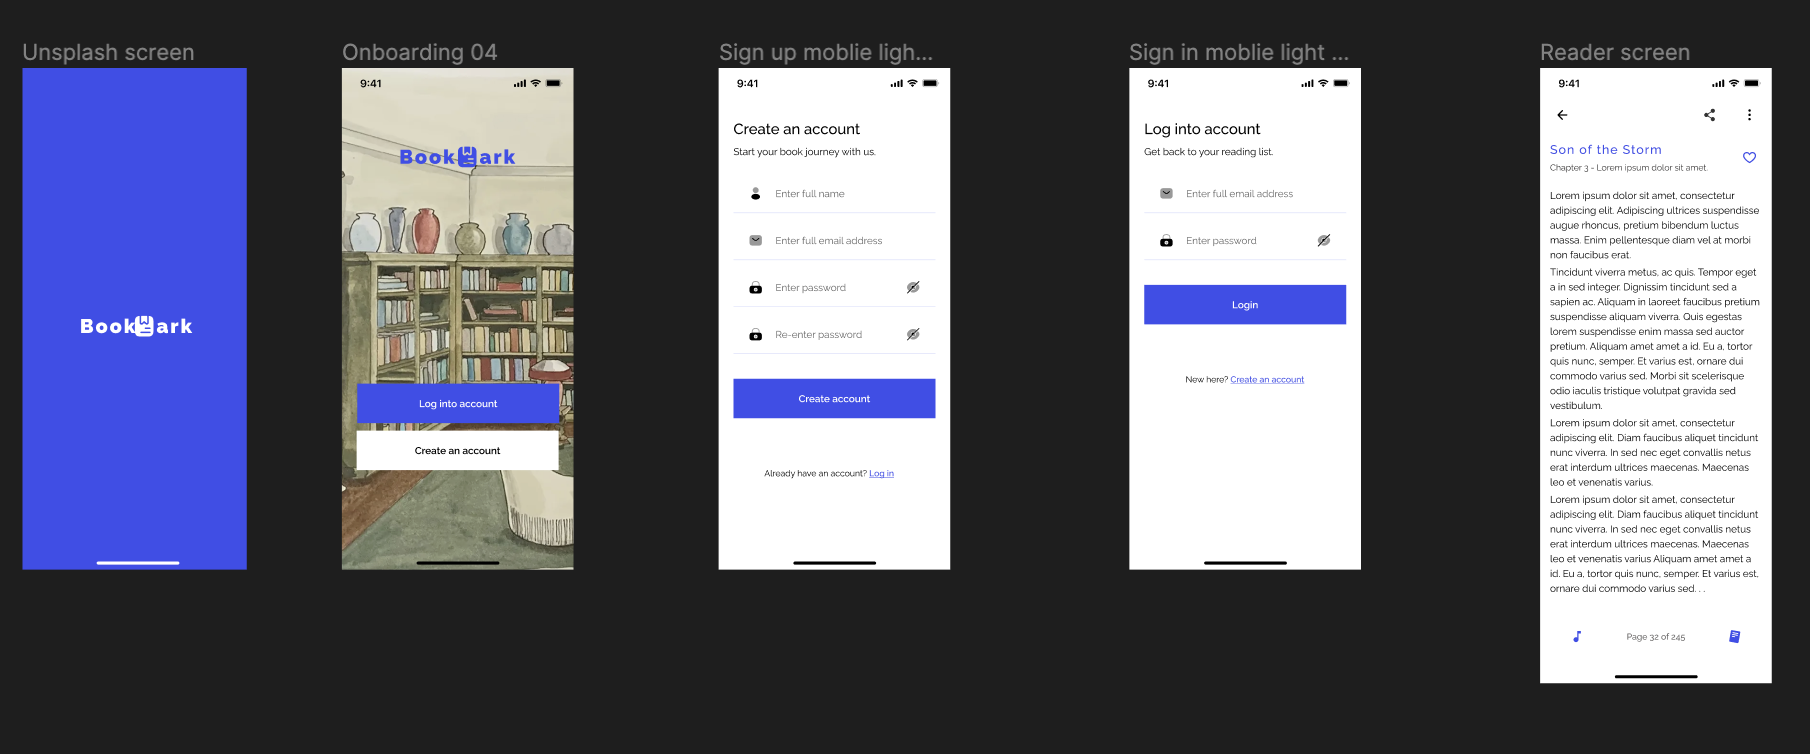 Unsplash screen
Bookmark
Onboarding 04
9:41
Bookmark
Log into account
Create an account
Sign up moblie ligh...
9:41
Create an account
Start your book journey with us.
Enter full name
Enter full email address
Enter password
Re-enter password
Create account
Already have an account? Log in
Sign in moblie light ...
9:41
Log into account
Get back to your reading list.
Enter full email address
Enter password
Login
New here? Create an account
Reader screen
9:41
Son of the Storm
Chapter 3 - Lorem ipsum dolor sit amet.
Lorem ipsum dolor sit amet, consectetur
adipiscing elit. Adipiscing ultrices suspendisse
augue rhoncus, pretium bibendum luctus
massa. Enim pellentesque diam vel at morbi
non faucibus erat.
Tincidunt viverra metus, ac quis. Tempor eget
a in sed integer. Dignissim tincidunt sed a
sapien ac. Aliquam in laoreet faucibus pretium
suspendisse aliquam viverra. Quis egestas
lorem suspendisse enim massa sed auctor
pretium. Aliquam amet amet a id. Eu a, tortor
quis nunc, semper. Et varius est, ornare dui
commodo varius sed. Morbi sit scelerisque
odio iaculis tristique volutpat gravida sed
vestibulum.
Lorem ipsum dolor sit amet, consectetur
adipiscing elit. Diam faucibus aliquet tincidunt
nunc viverra. In sed nec eget convallis netus
erat interdum ultrices maecenas. Maecenas
leo et venenatis varius.
Lorem ipsum dolor sit amet, consectetur
adipiscing elit. Diam faucibus aliquet tincidunt
nunc viverra. In sed nec eget convallis netus
erat interdum ultrices maecenas. Maecenas
leo et venenatis varius Aliquam amet amet a
id. Eu a, tortor quis nunc, semper. Et varius est,
ornare dui commodo varius sed. . .
Page 32 of 245